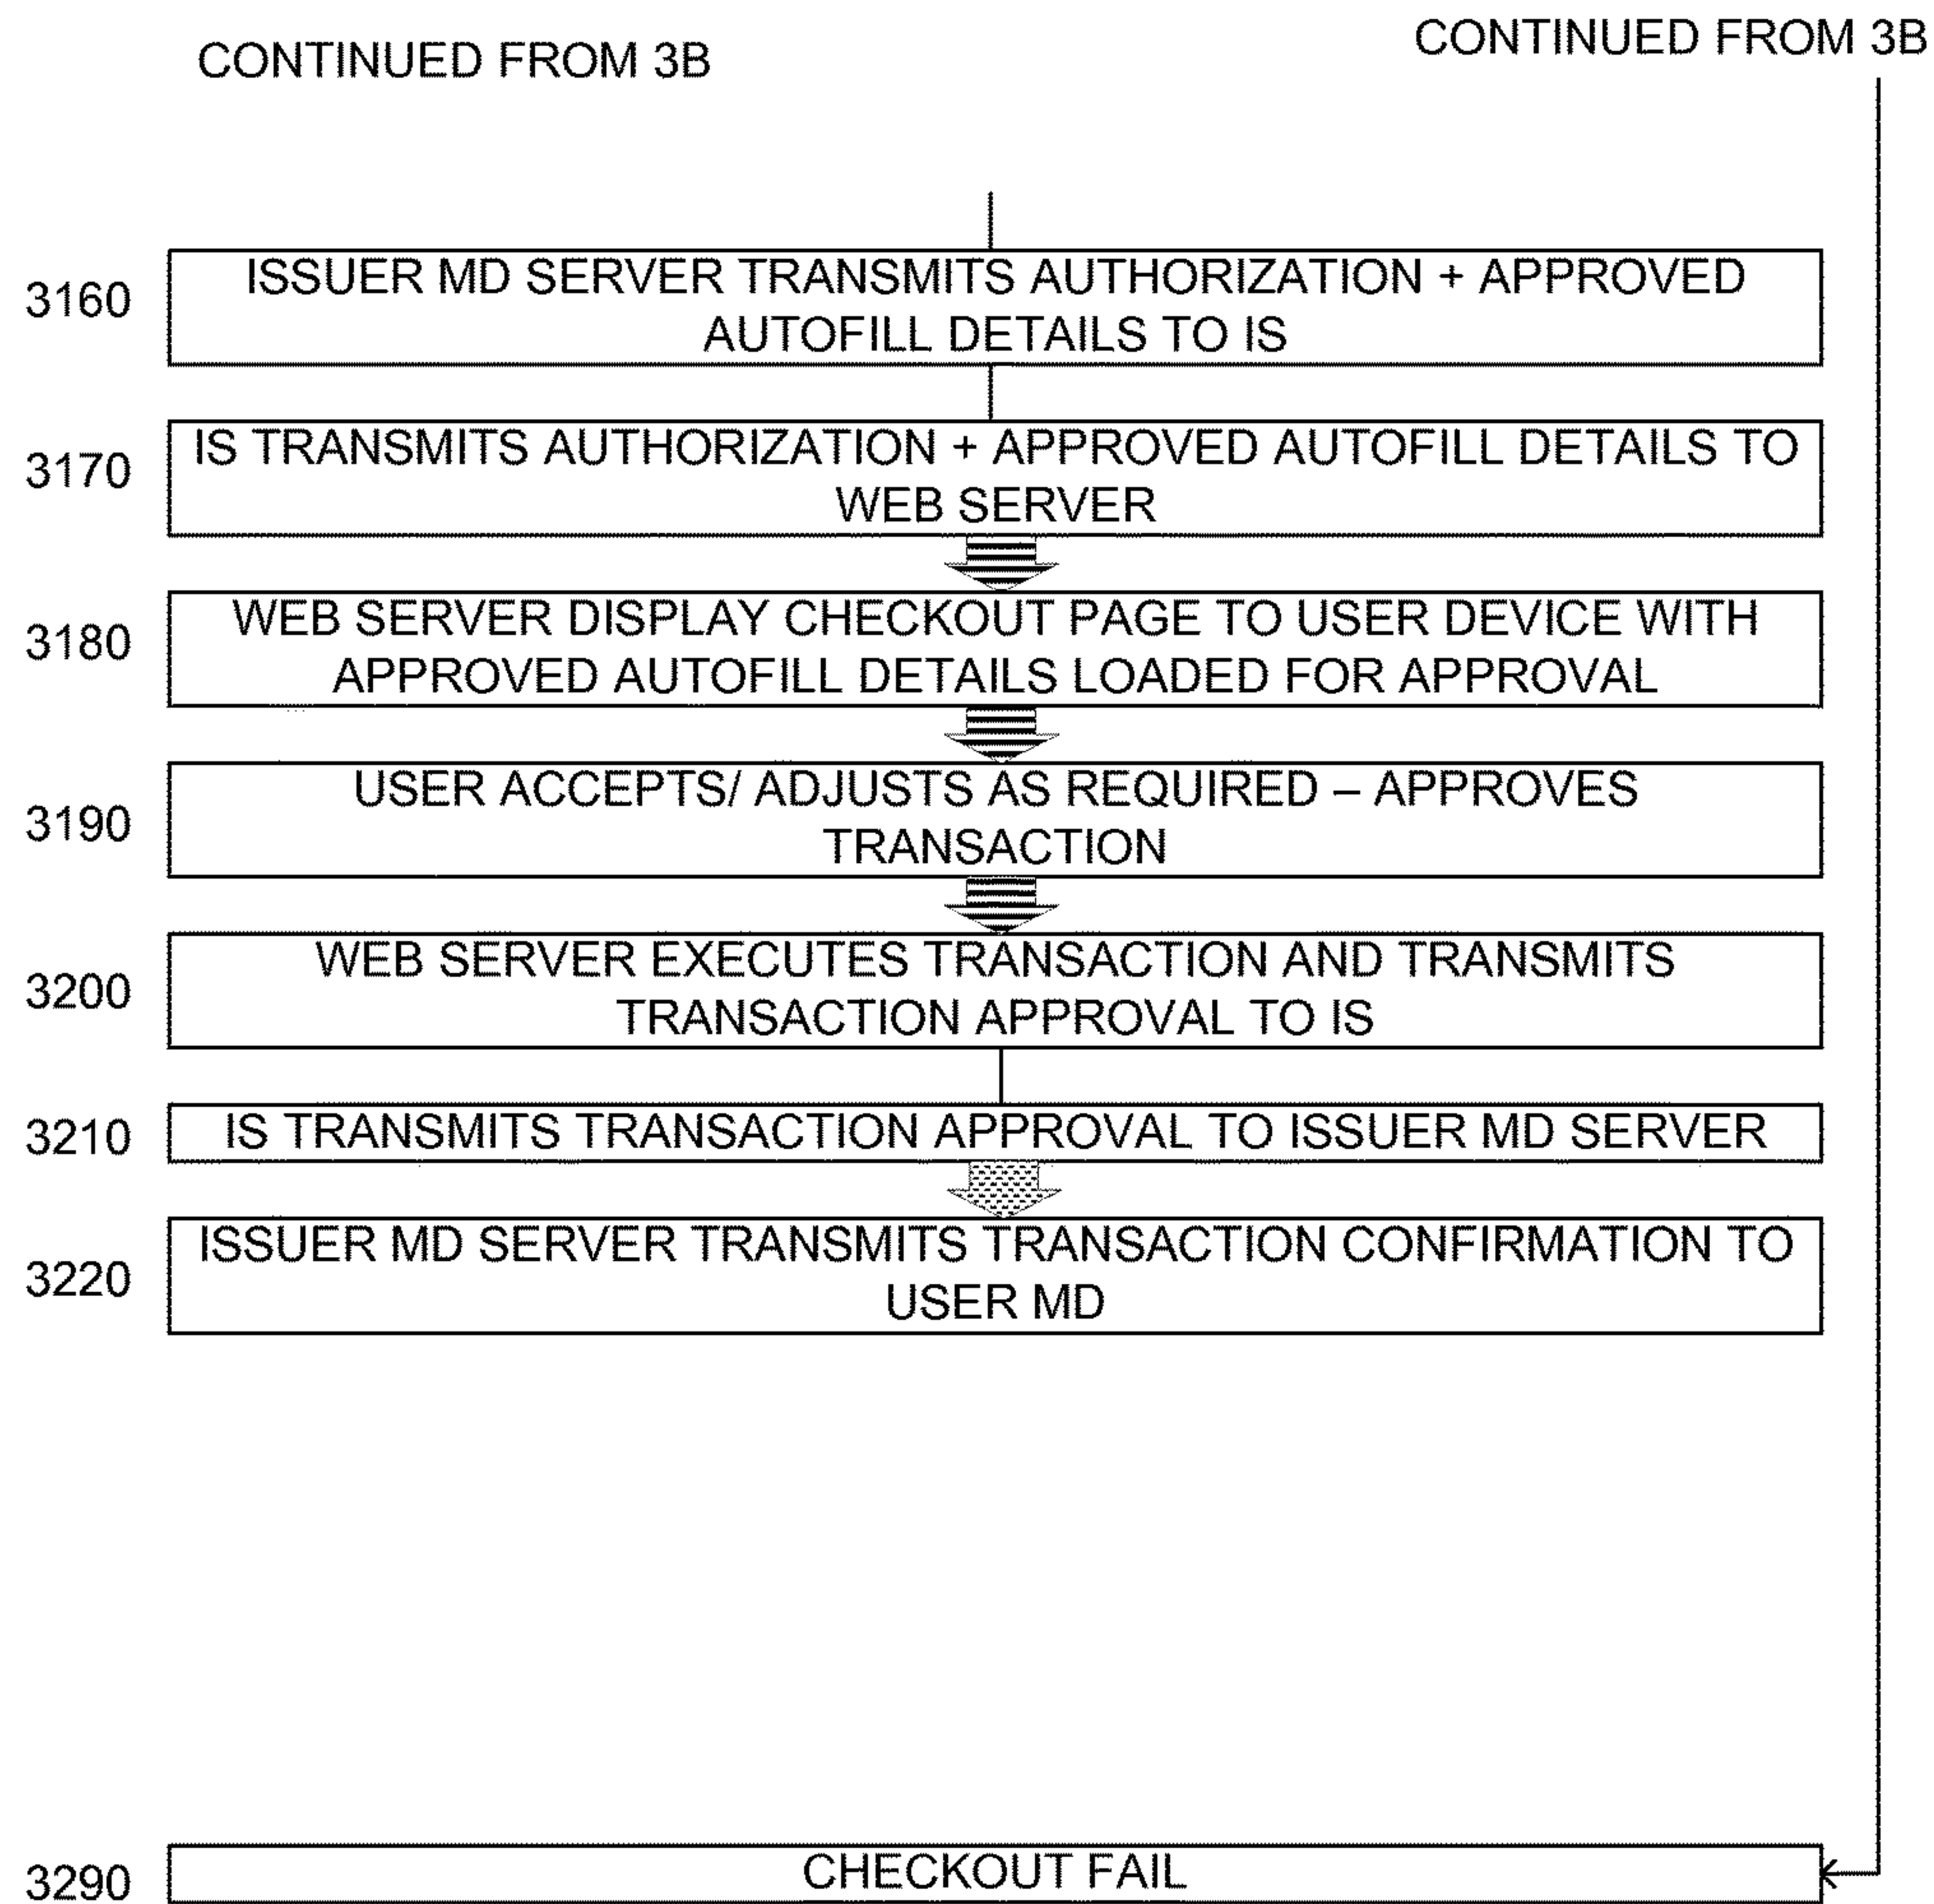 CONTINUED FROM 3B
CONTINUED FROM 3B
3160
ISSUER MD SERVER TRANSMITS AUTHORIZATION + APPROVED
AUTOFILL DETAILS TO IS
3170
IS TRANSMITS AUTHORIZATION + APPROVED AUTOFILL DETAILS TO
WEB SERVER
3180
WEB SERVER DISPLAY CHECKOUT PAGE TO USER DEVICE WITH
APPROVED AUTOFILL DETAILS LOADED FOR APPROVAL
3190
USER ACCEPTS/ ADJUSTS AS REQUIRED – APPROVES
TRANSACTION
3200
WEB SERVER EXECUTES TRANSACTION AND TRANSMITS
TRANSACTION APPROVAL TO IS
3210
IS TRANSMITS TRANSACTION APPROVAL TO ISSUER MD SERVER
3220
ISSUER MD SERVER TRANSMITS TRANSACTION CONFIRMATION TO
USER MD
3290
CHECKOUT FAIL